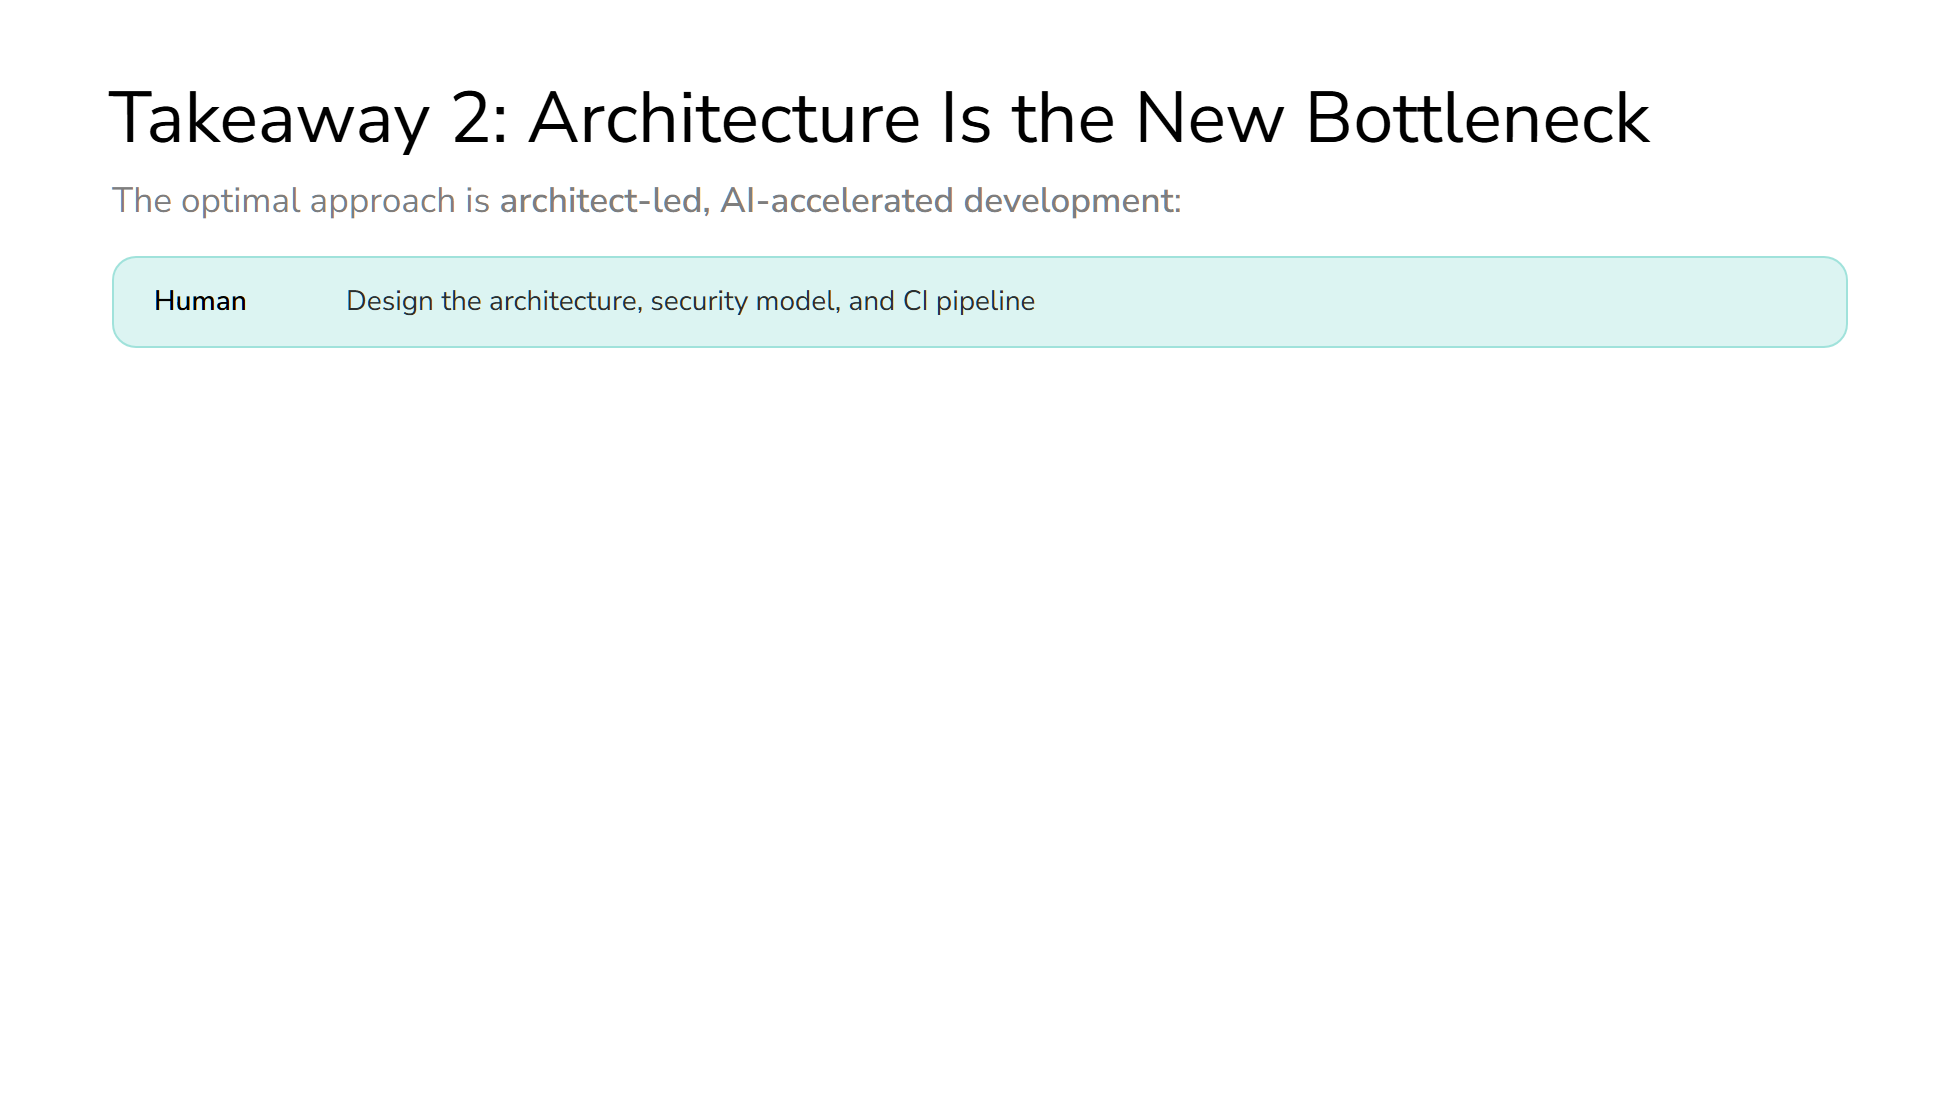 Takeaway 2: Architecture Is the New Bottleneck
The optimal approach is architect-led, AI-accelerated development:
Human Design the architecture, security model, and CI pipeline